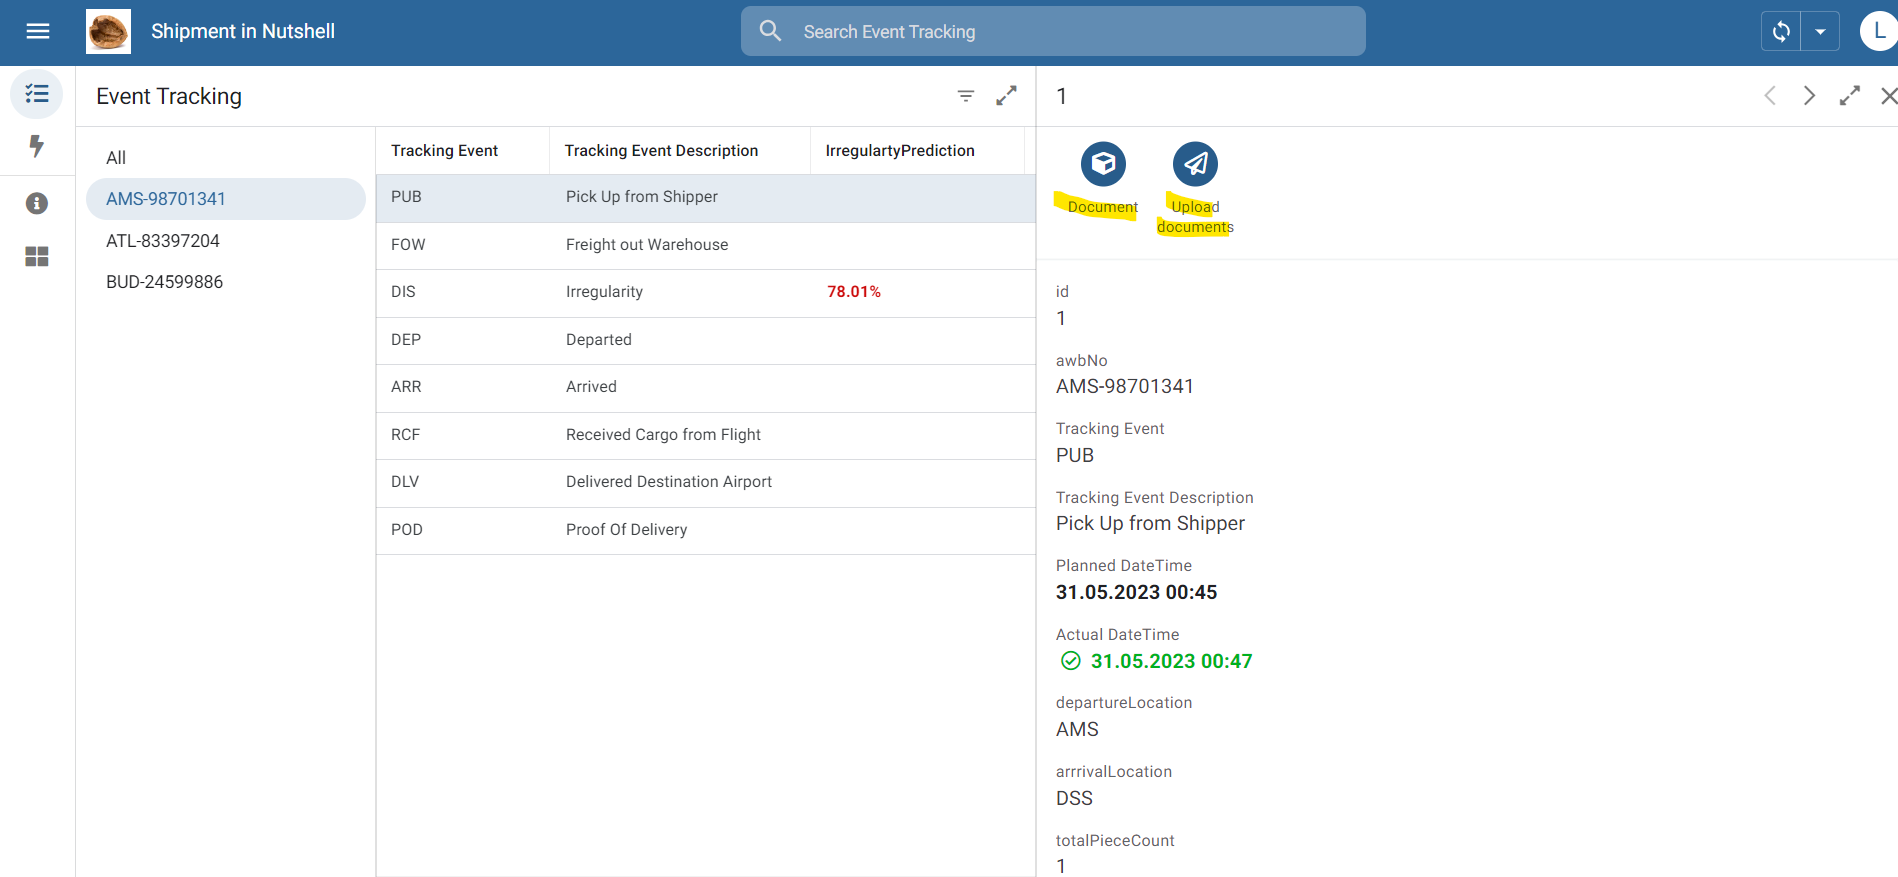 Shipment in Nutshell
Search Event Tracking
L
Event Tracking
1
All
AMS-98701341
ATL-83397204
BUD-24599886
Tracking Event Tracking Event Description IrregulartyPrediction
PUB Pick Up from Shipper
FOW Freight out Warehouse
DIS Irregularity 78.01%
DEP Departed
ARR Arrived
RCF Received Cargo from Flight
DLV Delivered Destination Airport
POD Proof Of Delivery
Document
Upload
documents
id
1
awbNo
AMS-98701341
Tracking Event
PUB
Tracking Event Description
Pick Up from Shipper
Planned DateTime
31.05.2023 00:45
Actual DateTime
31.05.2023 00:47
departureLocation
AMS
arrrivalLocation
DSS
totalPieceCount
1